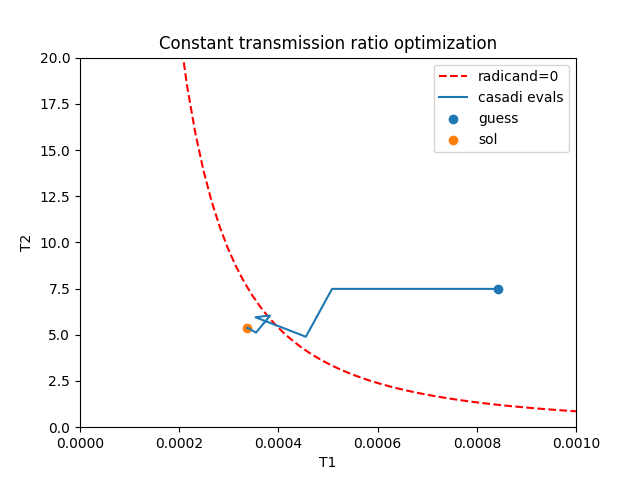 Constant transmission ratio optimization
20.0
17.5
15.0
12.5
10.0
7.5
5.0
2.5
0.0
T2
radicand=0
casadi evals
guess
sol
0.0000 0.0002 0.0004 0.0006 0.0008 0.0010
T1